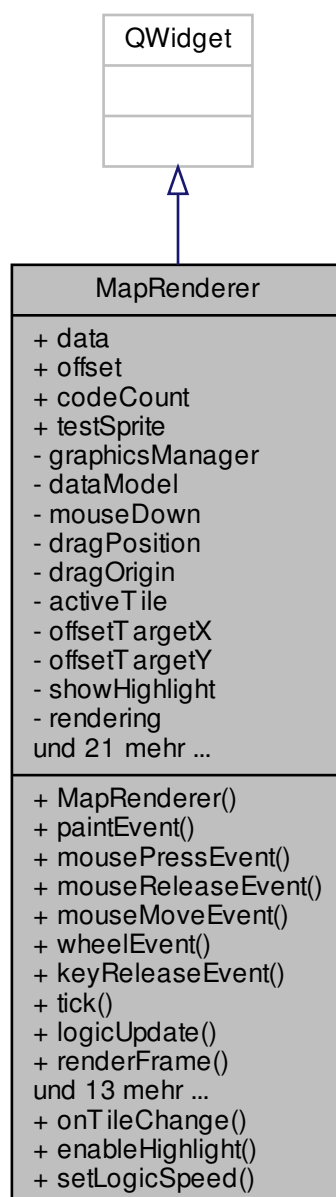 QWidget
MapRenderer
+ data
+ offset
+ codeCount
+ testSprite
- graphicsManager
- dataModel
- mouseDown
- dragPosition
- dragOrigin
- activeTile
- offsetTargetX
- offsetTargetY
- showHighlight
- rendering
und 21 mehr ...
+ MapRenderer()
+ paintEvent()
+ mousePressEvent()
+ mouseReleaseEvent()
+ mouseMoveEvent()
+ wheelEvent()
+ keyReleaseEvent()
+ tick()
+ logicUpdate()
+ renderFrame()
und 13 mehr ...
+ onTileChange()
+ enableHighlight()
+ setLogicSpeed()